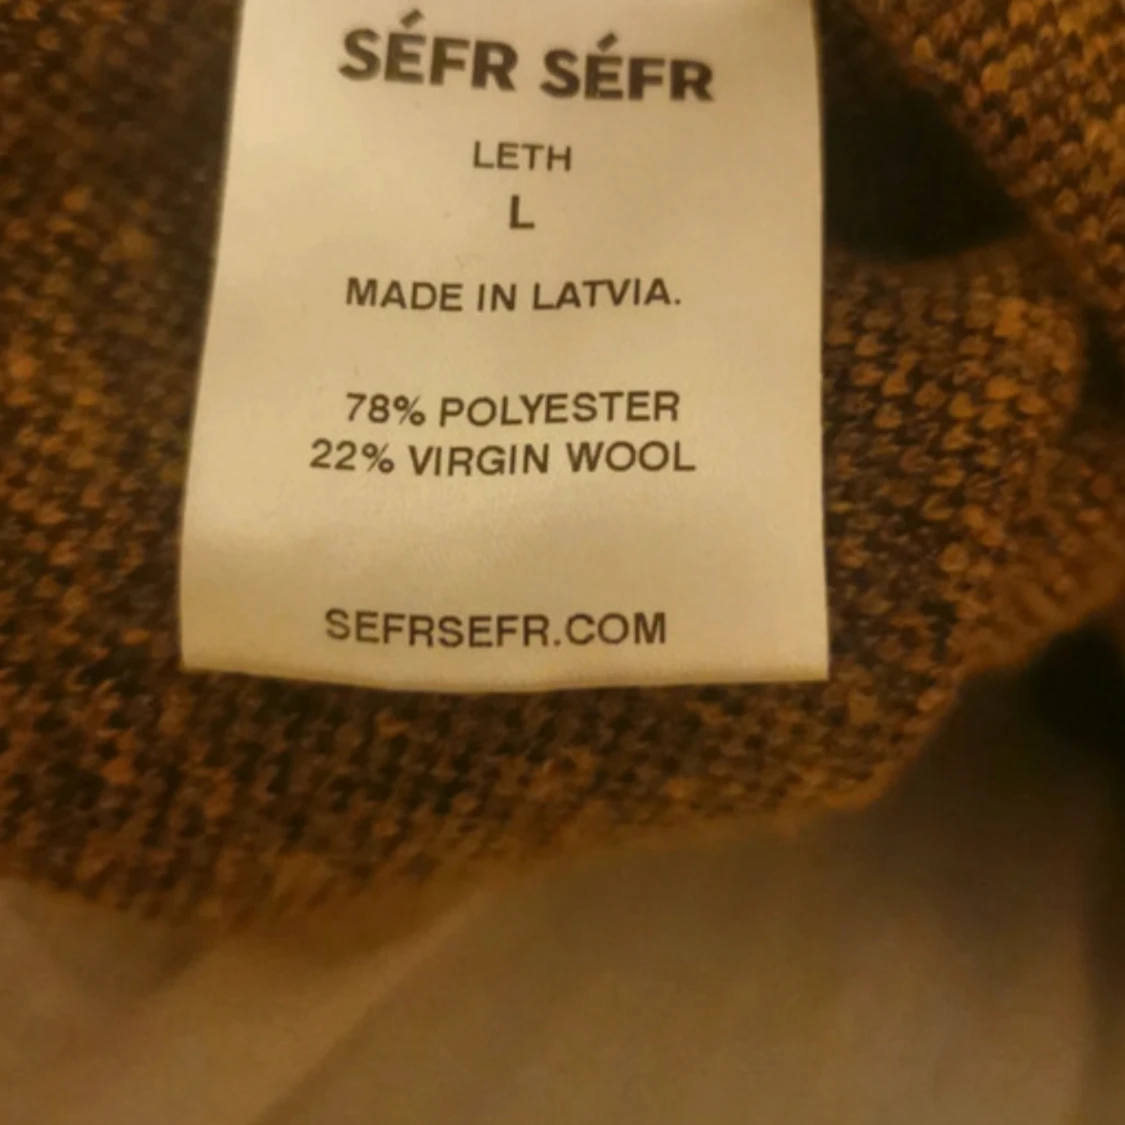 SÉFR SÉFR
LETH
L
MADE IN LATVIA.
78% POLYESTER
22% VIRGIN WOOL
SEFRSEFR.COM